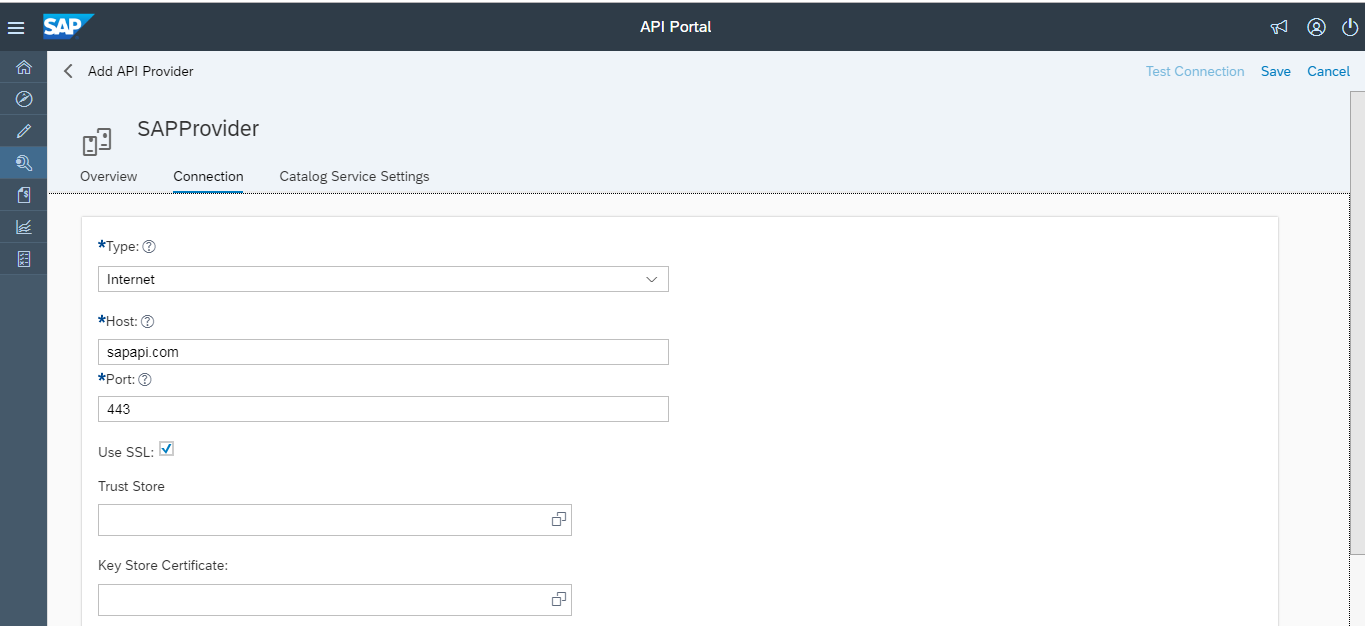 SAP API Portal
Add API Provider Test Connection Save Cancel
SAPProvider
Overview Connection Catalog Service Settings
*Type: ?
Internet
*Host: ?
sapapi.com
*Port: ?
443
Use SSL:
Trust Store
Key Store Certificate: